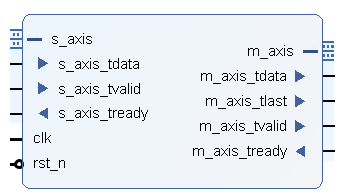 s_axis
s_axis_tdata
s_axis_tvalid
s_axis_tready
clk
rst_n
m_axis
m_axis_tdata
m_axis_tlast
m_axis_tvalid
m_axis_tready